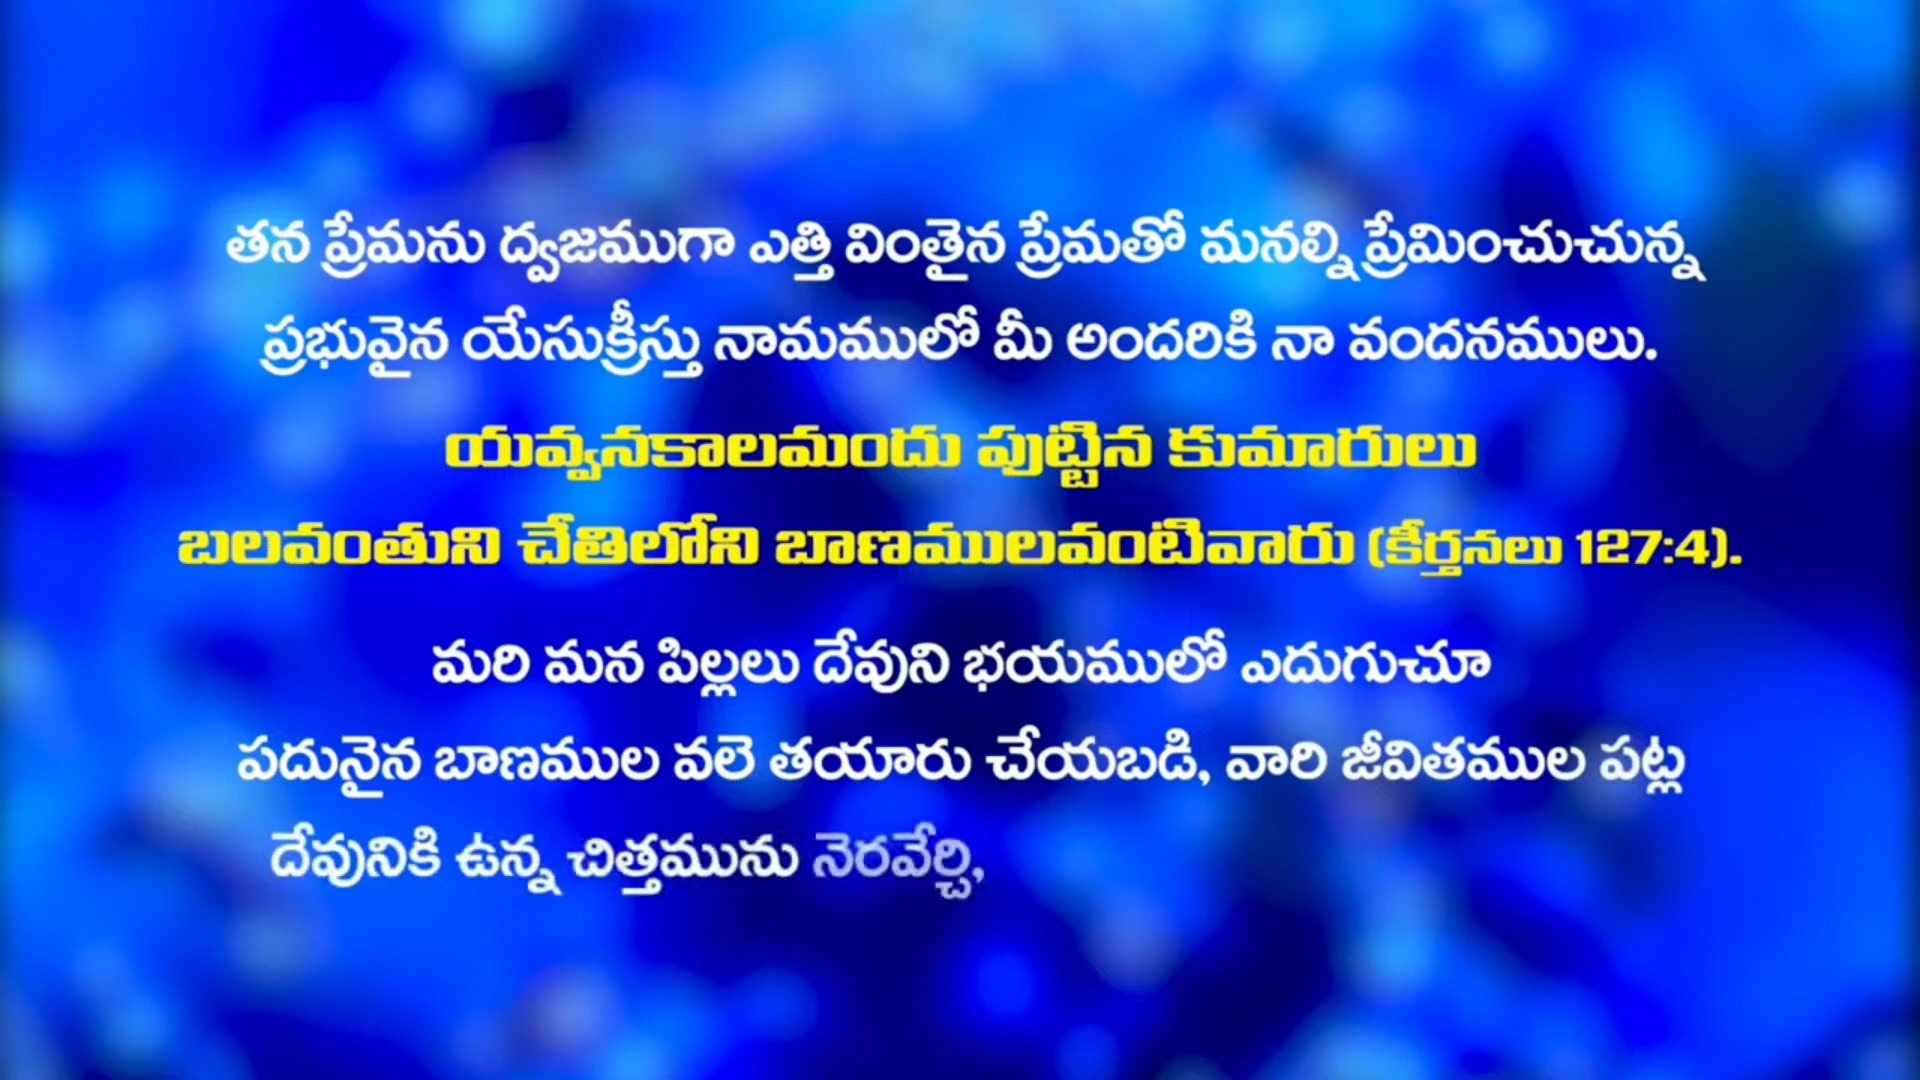 తన ప్రేమను ద్వజముగా ఎత్తి వింతైన ప్రేమతో మనల్ని ప్రేమించుచున్న
ప్రభువైన యేసుక్రీస్తు నామములో మీ అందరికి నా వందనములు.
యవ్వనకాలమందు పుట్టిన కుమారులు
బలవంతుని చేతిలోని బాణములవంటివారు (కీర్తనలు 127:4).
మరి మన పిల్లలు దేవుని భయములో ఎదుగుచూ
పదునైన బాణముల వలె తయారు చేయబడి, వారి జీవితముల పట్ల
దేవునికి ఉన్న చిత్తమును నెరవేర్చి,